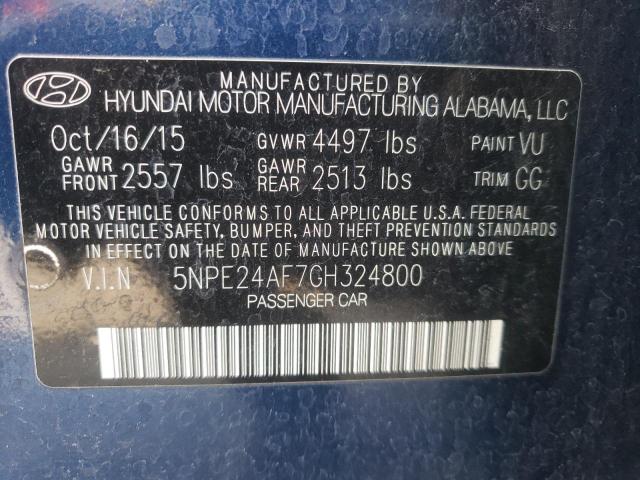 MANUFACTURED BY
HYUNDAI MOTOR MANUFACTURING ALABAMA, LLC
Oct/16/15 GVWR 4497 lbs PAINT VU
GAWR FRONT 2557 lbs GAWR REAR 2513 lbs TRIM GG
THIS VEHICLE CONFORMS TO ALL APPLICABLE U.S.A. FEDERAL
MOTOR VEHICLE SAFETY, BUMPER, AND THEFT PREVENTION STANDARDS
IN EFFECT ON THE DATE OF MANUFACTURE SHOWN ABOVE.
V.I.N 5NPE24AF7GH324800
PASSENGER CAR